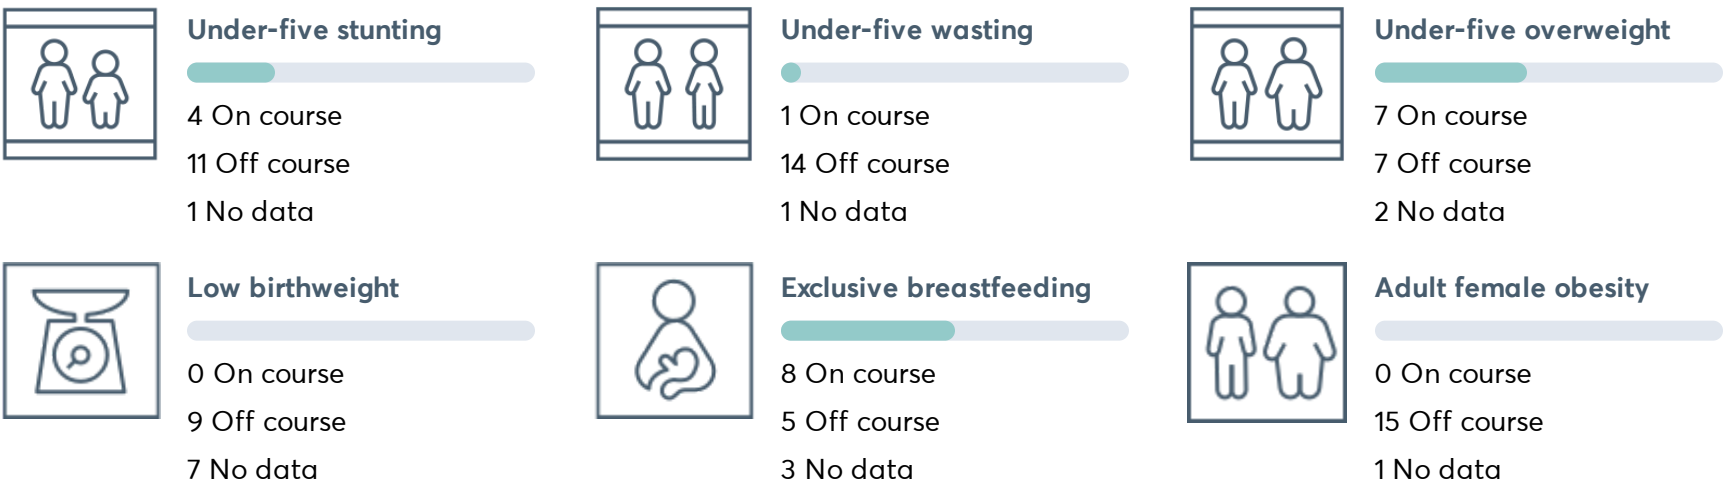 Under-five stunting
4 On course
11 Off course
1 No data
Under-five wasting
1 On course
14 Off course
1 No data
Under-five overweight
7 On course
7 Off course
2 No data
Low birthweight
0 On course
9 Off course
7 No data
Exclusive breastfeeding
8 On course
5 Off course
3 No data
Adult female obesity
0 On course
15 Off course
1 No data